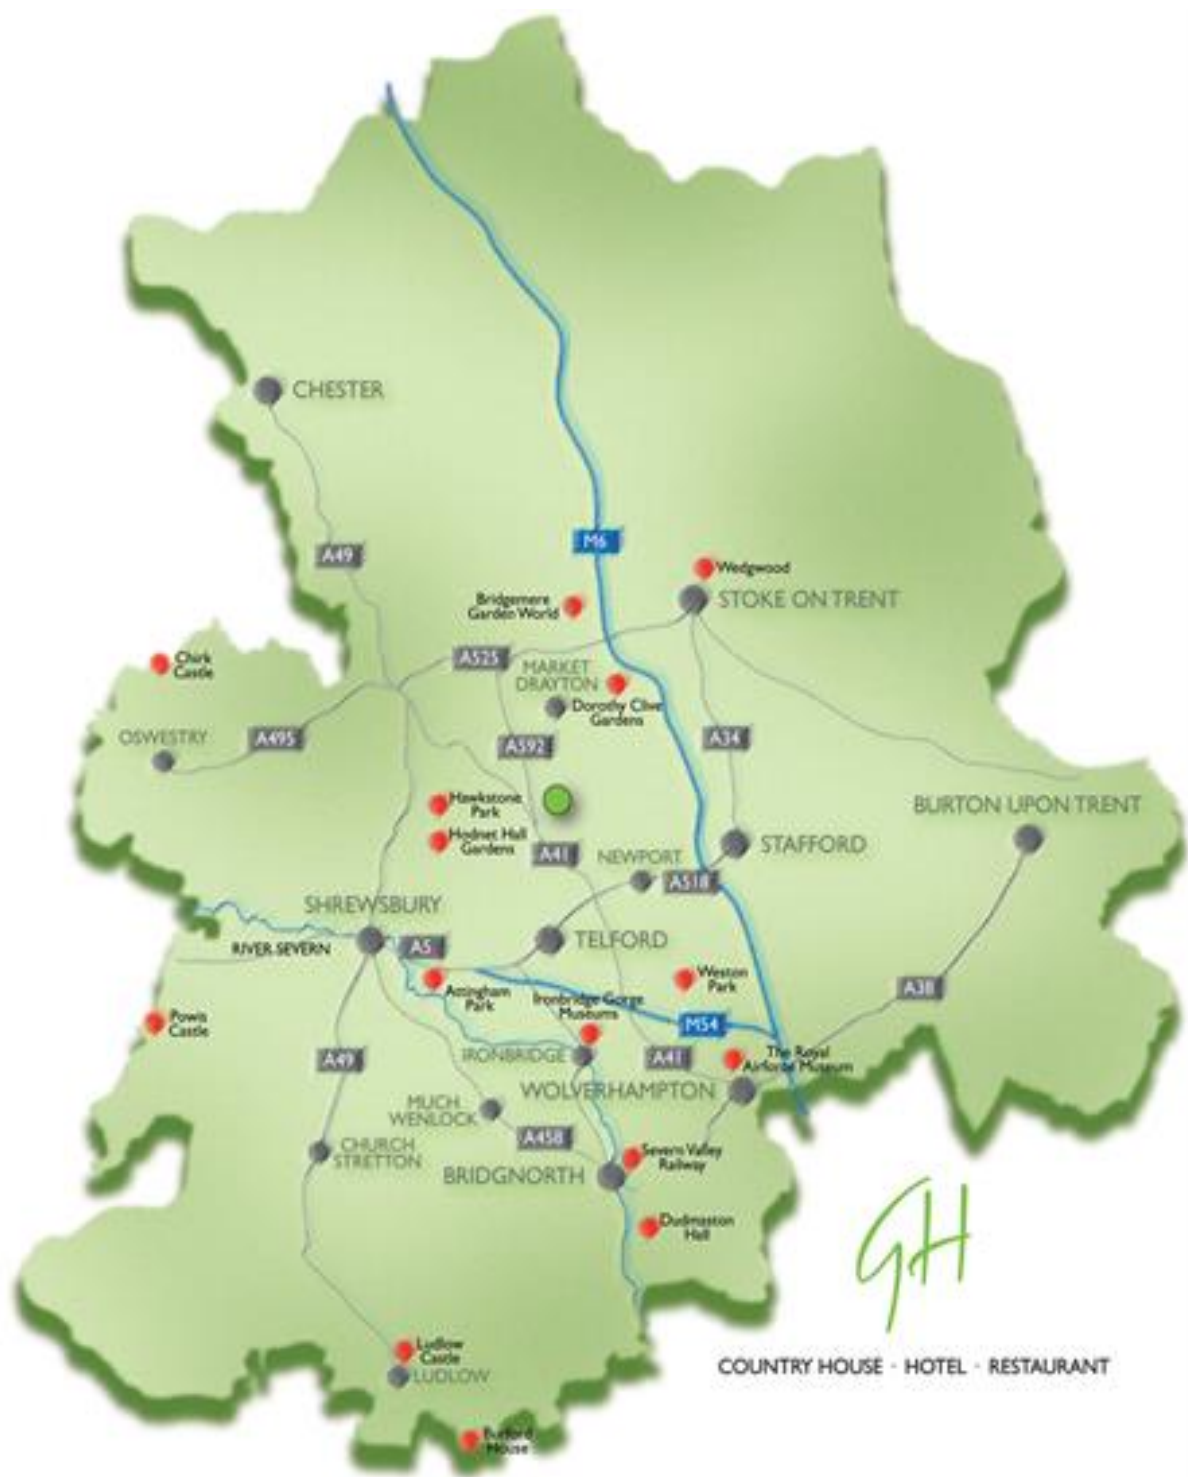 CHESTER
A49
M6
Wedgwood
STOKE ON TRENT
Bridgemere
Garden World
A525
MARKET
DRAYTON
Chirk
Castle
Dorothy Clive
Gardens
OSWESTRY
A495
A592
A34
Hawkstone
Park
BURTON UPON TRENT
Hodnet Hall
Gardens
A41
NEWPORT
STAFFORD
A518
SHREWSBURY
RIVER SEVERN
A5
TELFORD
Attingham
Park
Weston
Park
A38
Ironbridge Gorge
Museums
Powis
Castle
M54
A49
IRONBRIDGE
A41
The Royal
Airforce Museum
WOLVERHAMPTON
MUCH
WENLOCK
A458
CHURCH
STRETTON
Severn Valley
Railway
BRIDGNORTH
Dudmaston
Hall
GH
Ludlow
Castle
LUDLOW
COUNTRY HOUSE · HOTEL · RESTAURANT
Burford
House